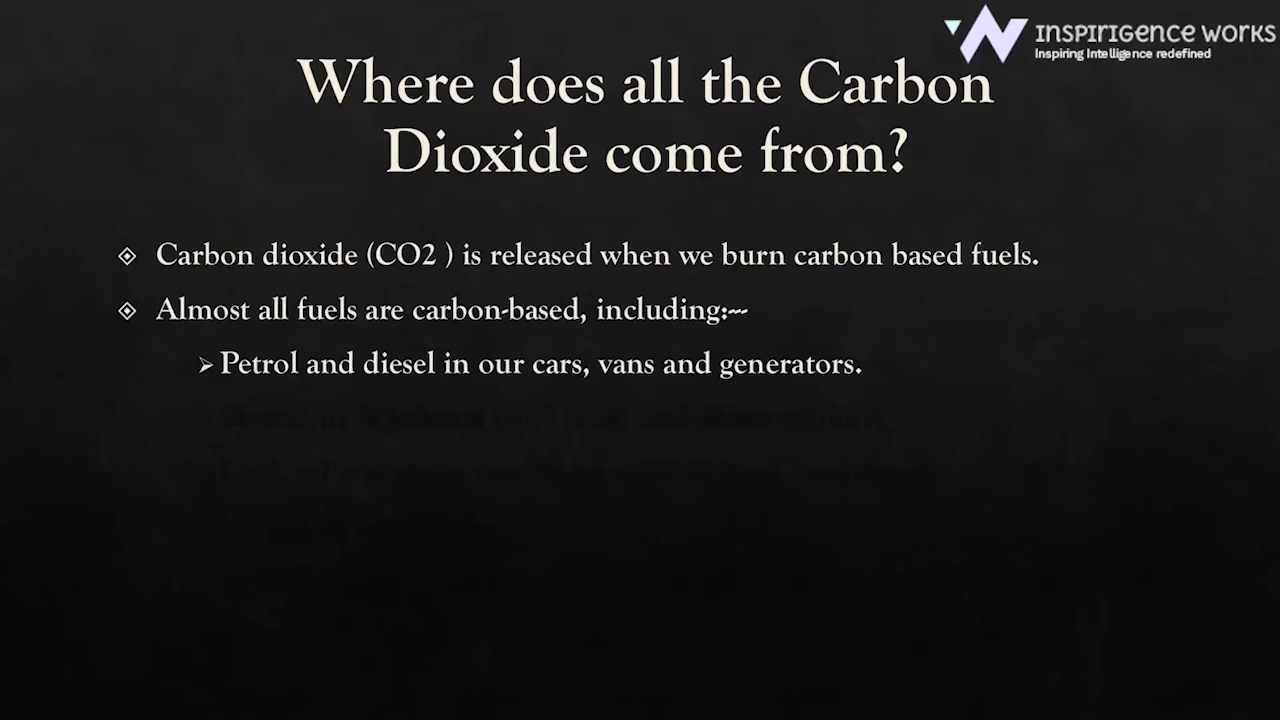 INSPIRIGENCE WORKS
Inspiring Intelligence redefined
Where does all the Carbon
Dioxide come from?
Carbon dioxide (CO2 ) is released when we burn carbon based fuels.
Almost all fuels are carbon-based, including:--
Petrol and diesel in our cars, vans and generators.